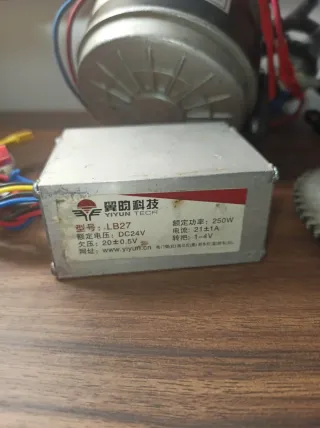 翼昀科技
YIYUN TECH
型号: LB27
额定电压: DC24V
欠压: 20±0.5V
网址: www.yiyun.cn
额定功率: 250W
电流: 21±1A
转把: 1-4V